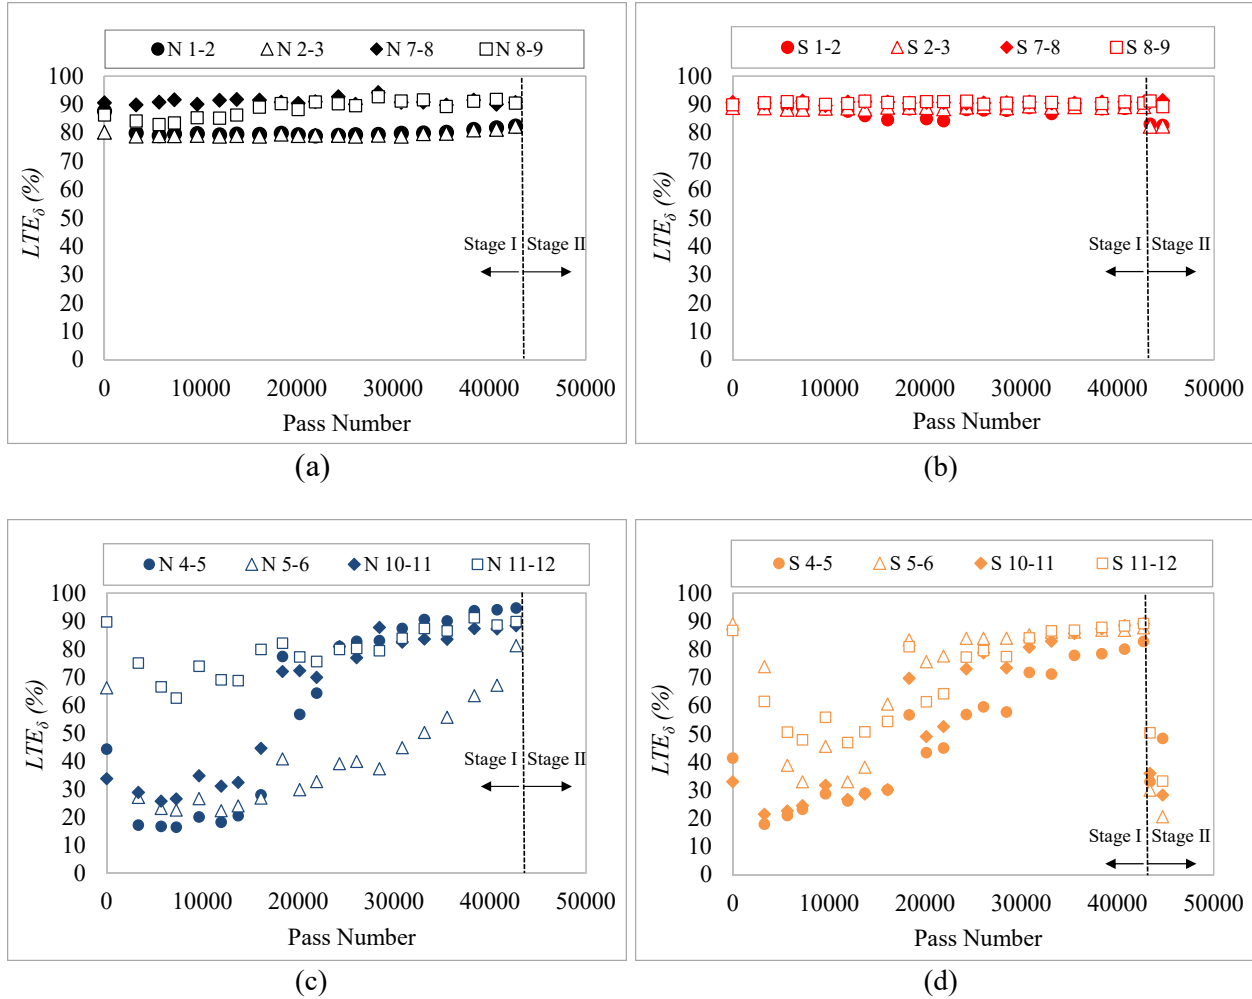 N 1-2 N 2-3 N 7-8 N 8-9
100
90
80
70
60
50
40
30
20
10
0
LTEδ (%)
Stage I Stage II
0 10000 20000 30000 40000 50000
Pass Number
(a)
S 1-2 S 2-3 S 7-8 S 8-9
100
90
80
70
60
50
40
30
20
10
0
LTEδ (%)
Stage I Stage II
0 10000 20000 30000 40000 50000
Pass Number
(b)
N 4-5 N 5-6 N 10-11 N 11-12
100
90
80
70
60
50
40
30
20
10
0
LTEδ (%)
Stage I Stage II
0 10000 20000 30000 40000 50000
Pass Number
(c)
S 4-5 S 5-6 S 10-11 S 11-12
100
90
80
70
60
50
40
30
20
10
0
LTEδ (%)
Stage I Stage II
0 10000 20000 30000 40000 50000
Pass Number
(d)